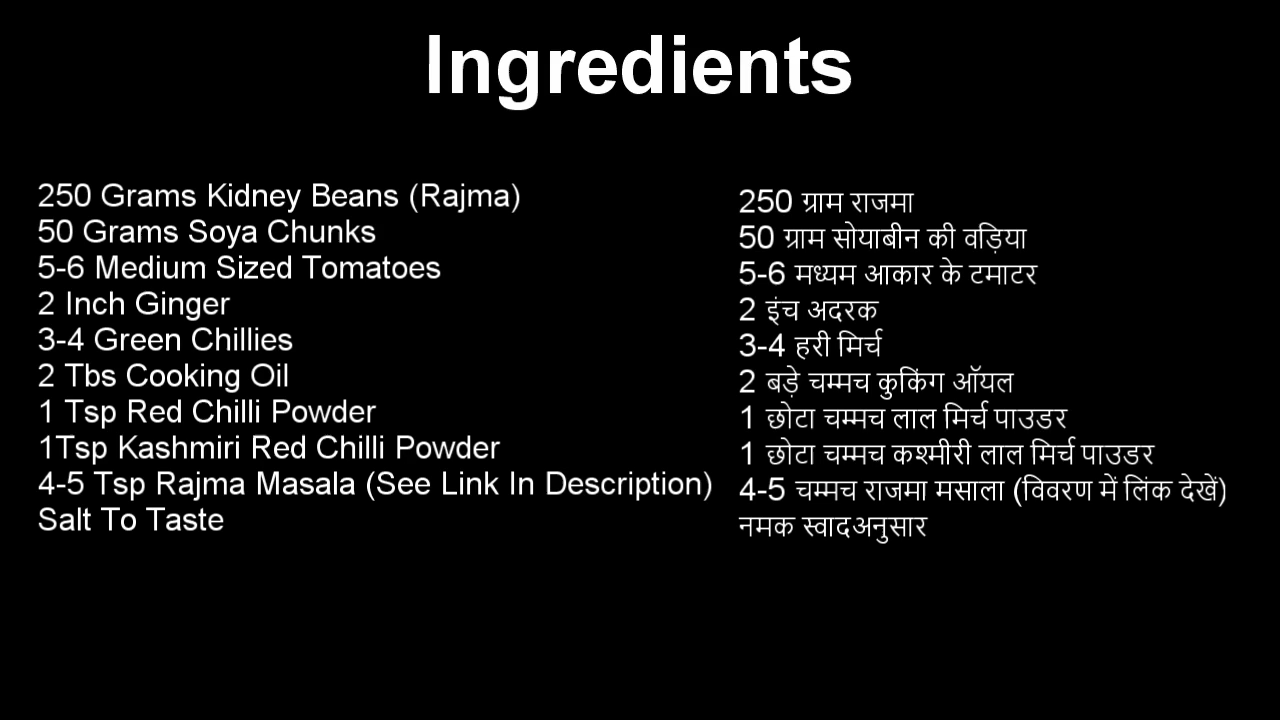 Ingredients
250 Grams Kidney Beans (Rajma)
50 Grams Soya Chunks
5-6 Medium Sized Tomatoes
2 Inch Ginger
3-4 Green Chillies
2 Tbs Cooking Oil
1 Tsp Red Chilli Powder
1Tsp Kashmiri Red Chilli Powder
4-5 Tsp Rajma Masala (See Link In Description)
Salt To Taste
250 ग्राम राजमा
50 ग्राम सोयाबीन की वड़िया
5-6 मध्यम आकार के टमाटर
2 इंच अदरक
3-4 हरी मिर्च
2 बड़े चम्मच कुकिंग ऑयल
1 छोटा चम्मच लाल मिर्च पाउडर
1 छोटा चम्मच कश्मीरी लाल मिर्च पाउडर
4-5 चम्मच राजमा मसाला (विवरण में लिंक देखें)
नमक स्वादअनुसार